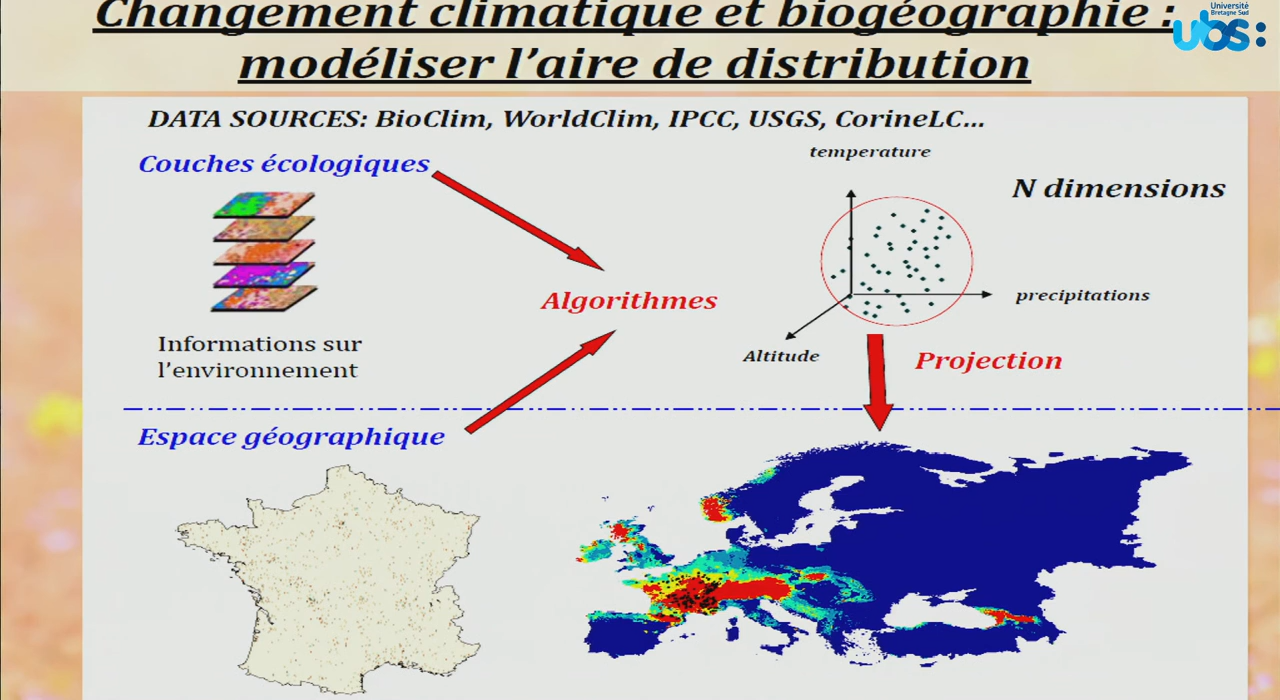 Changement climatique et biogéographie :
modéliser l'aire de distribution
Université
Bretagne Sud
ubs:
DATA SOURCES: BioClim, WorldClim, IPCC, USGS, CorineLC...
temperature
Couches écologiques
N dimensions
Algorithmes
precipitations
Informations sur
l'environnement
Altitude
Projection
Espace géographique